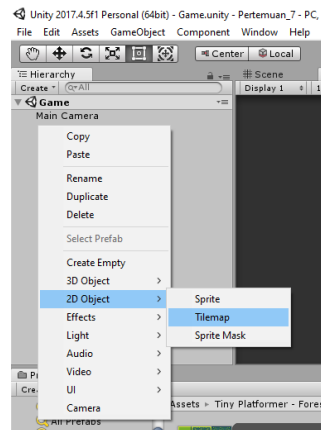 Unity 2017.4.5f1 Personal (64bit) - Game.unity - Pertemuan_7 - PC,
File Edit Assets GameObject Component Window Help
Center Local
Hierarchy # Scene
Create All Display 1
Game
Main Camera
Copy
Paste
Rename
Duplicate
Delete
Select Prefab
Create Empty
3D Object >
2D Object > Sprite
Effects > Tilemap
Light > Sprite Mask
Audio >
Video >
UI >
Camera Assets ▸ Tiny Platformer - Fores
All Prefabs